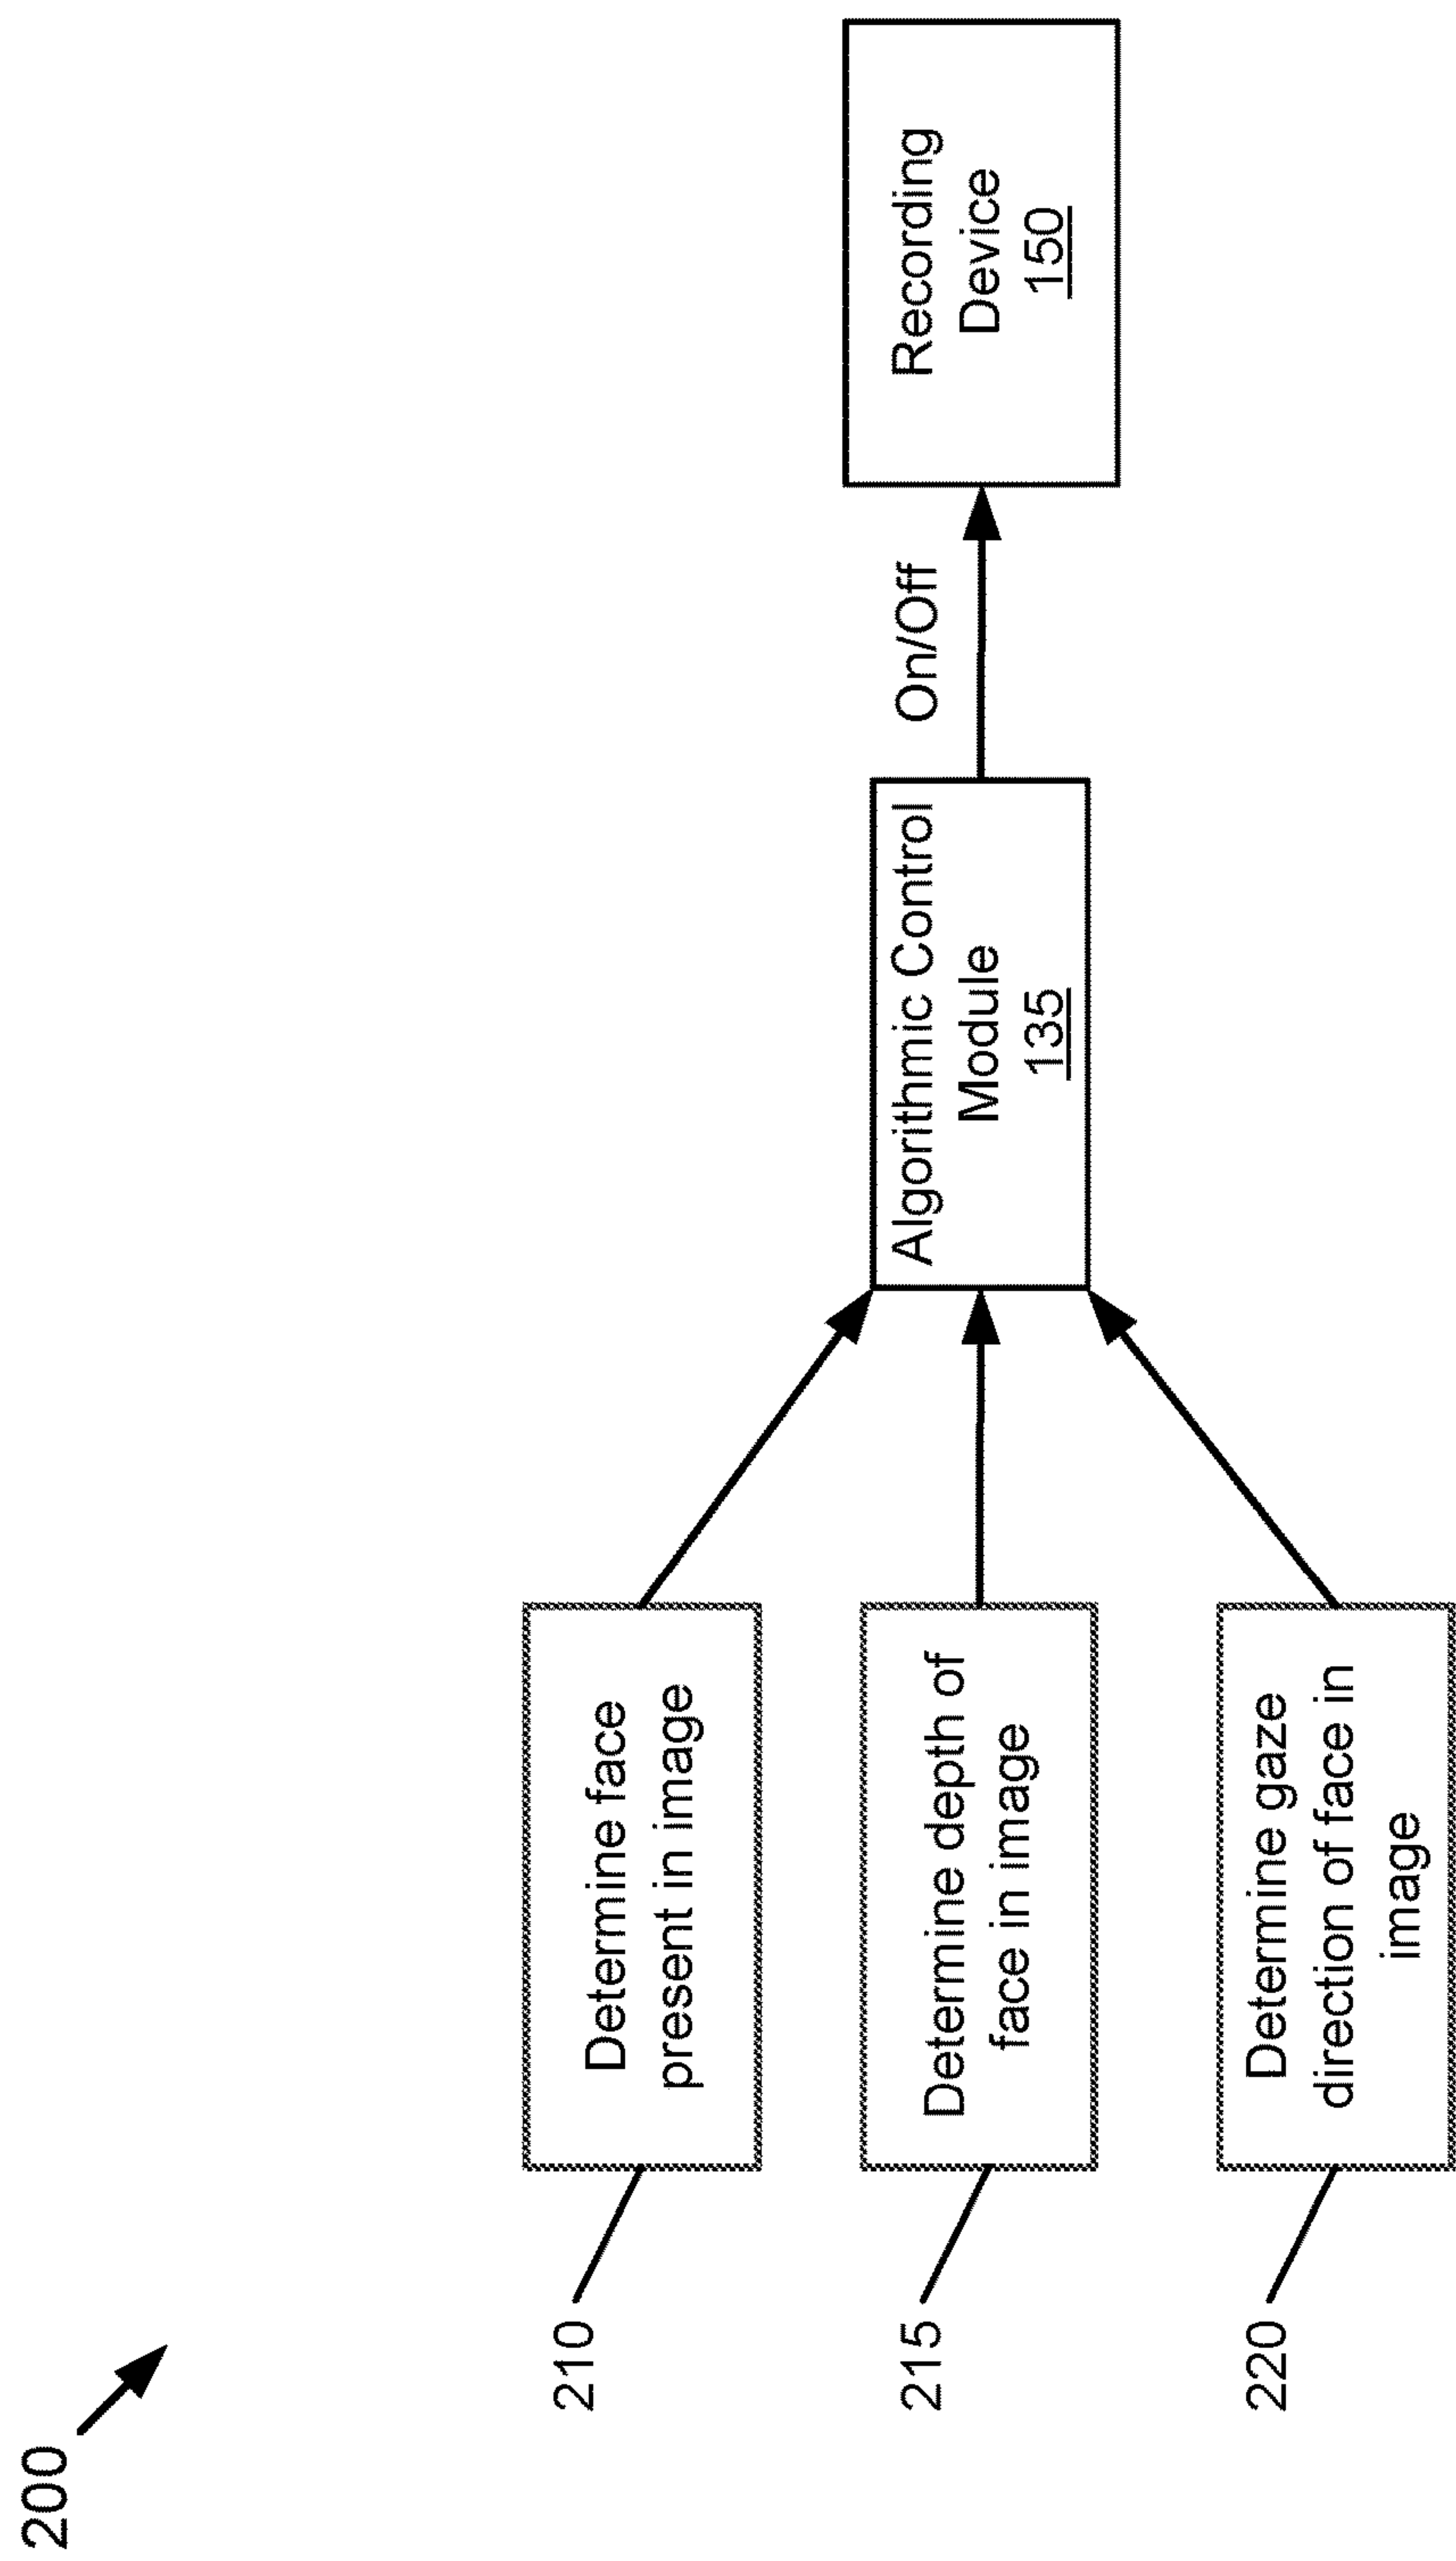 200
210
Determine face
present in image
215
Determine depth of
face in image
220
Determine gaze
direction of face in
image
Algorithmic Control
Module
135
On/Off
Recording
Device
150